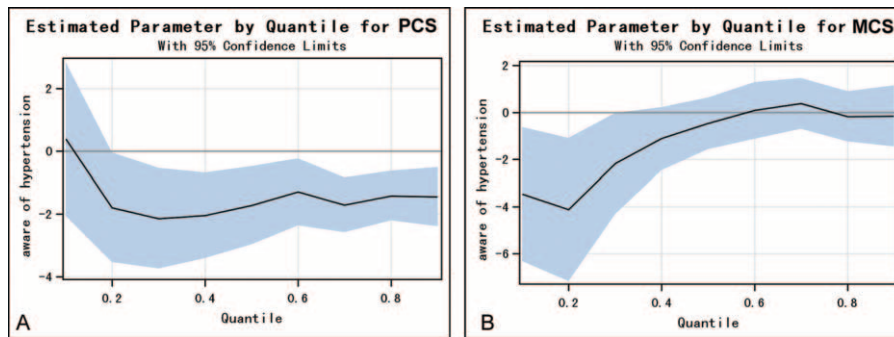 Estimated Parameter by Quantile for PCS
With 95% Confidence Limits
aware of hypertension
2
0
-2
-4
0.2 0.4 0.6 0.8
Quantile
A
Estimated Parameter by Quantile for MCS
With 95% Confidence Limits
aware of hypertension
2
0
-2
-4
-6
0.2 0.4 0.6 0.8
Quantile
B